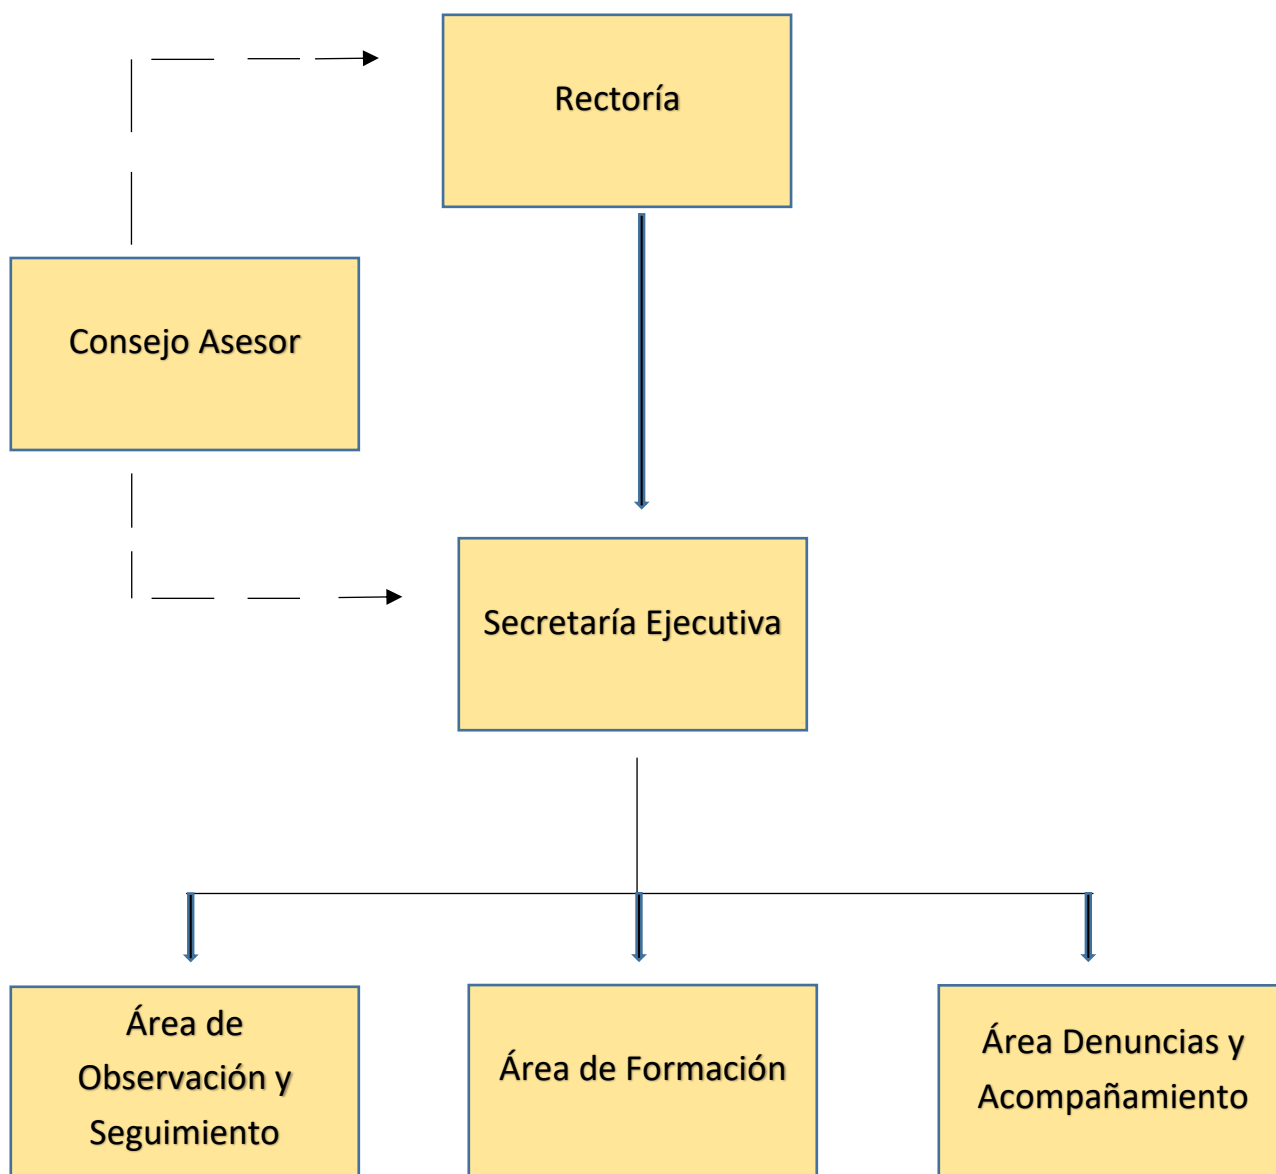 Rectoría
Consejo Asesor
Secretaría Ejecutiva
Área de
Observación y
Seguimiento
Área de Formación
Área Denuncias y
Acompañamiento